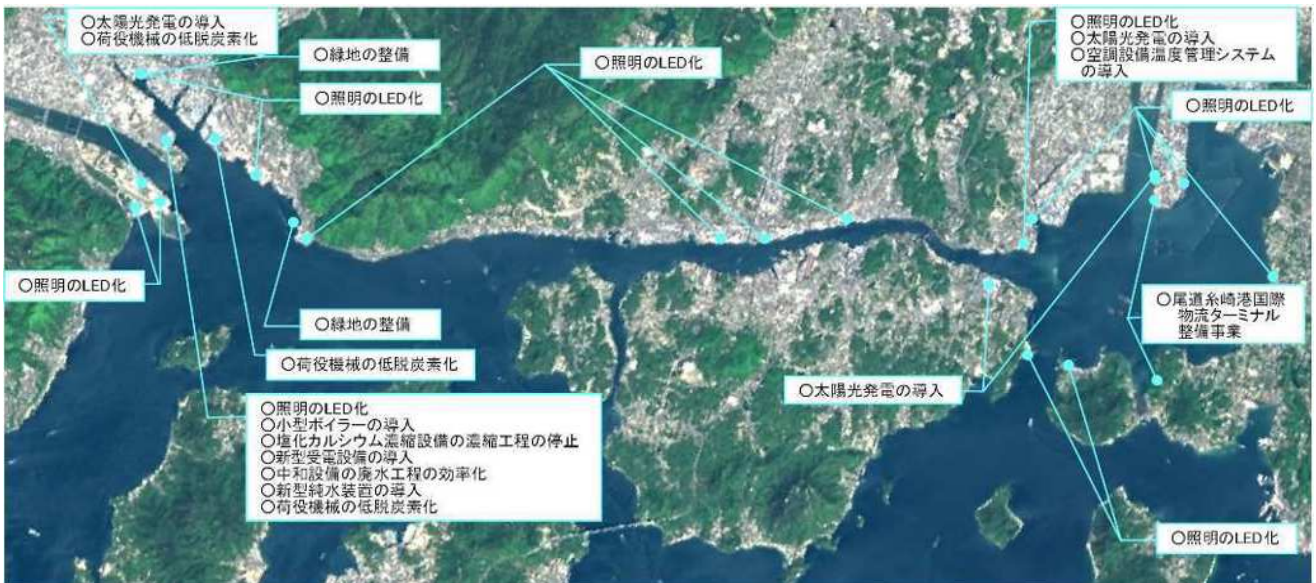 ○太陽光発電の導入
○荷役機械の低脱炭素化
○緑地の整備
○照明のLED化
○照明のLED化
○照明のLED化
○太陽光発電の導入
○空調設備温度管理システム
の導入
○照明のLED化
○照明のLED化
○緑地の整備
○荷役機械の低脱炭素化
○尾道糸崎港国際
物流ターミナル
整備事業
○太陽光発電の導入
○照明のLED化
○小型ボイラーの導入
○塩化カルシウム濃縮設備の濃縮工程の停止
○新型受電設備の導入
○中和設備の廃水工程の効率化
○新型純水装置の導入
○荷役機械の低脱炭素化
○照明のLED化